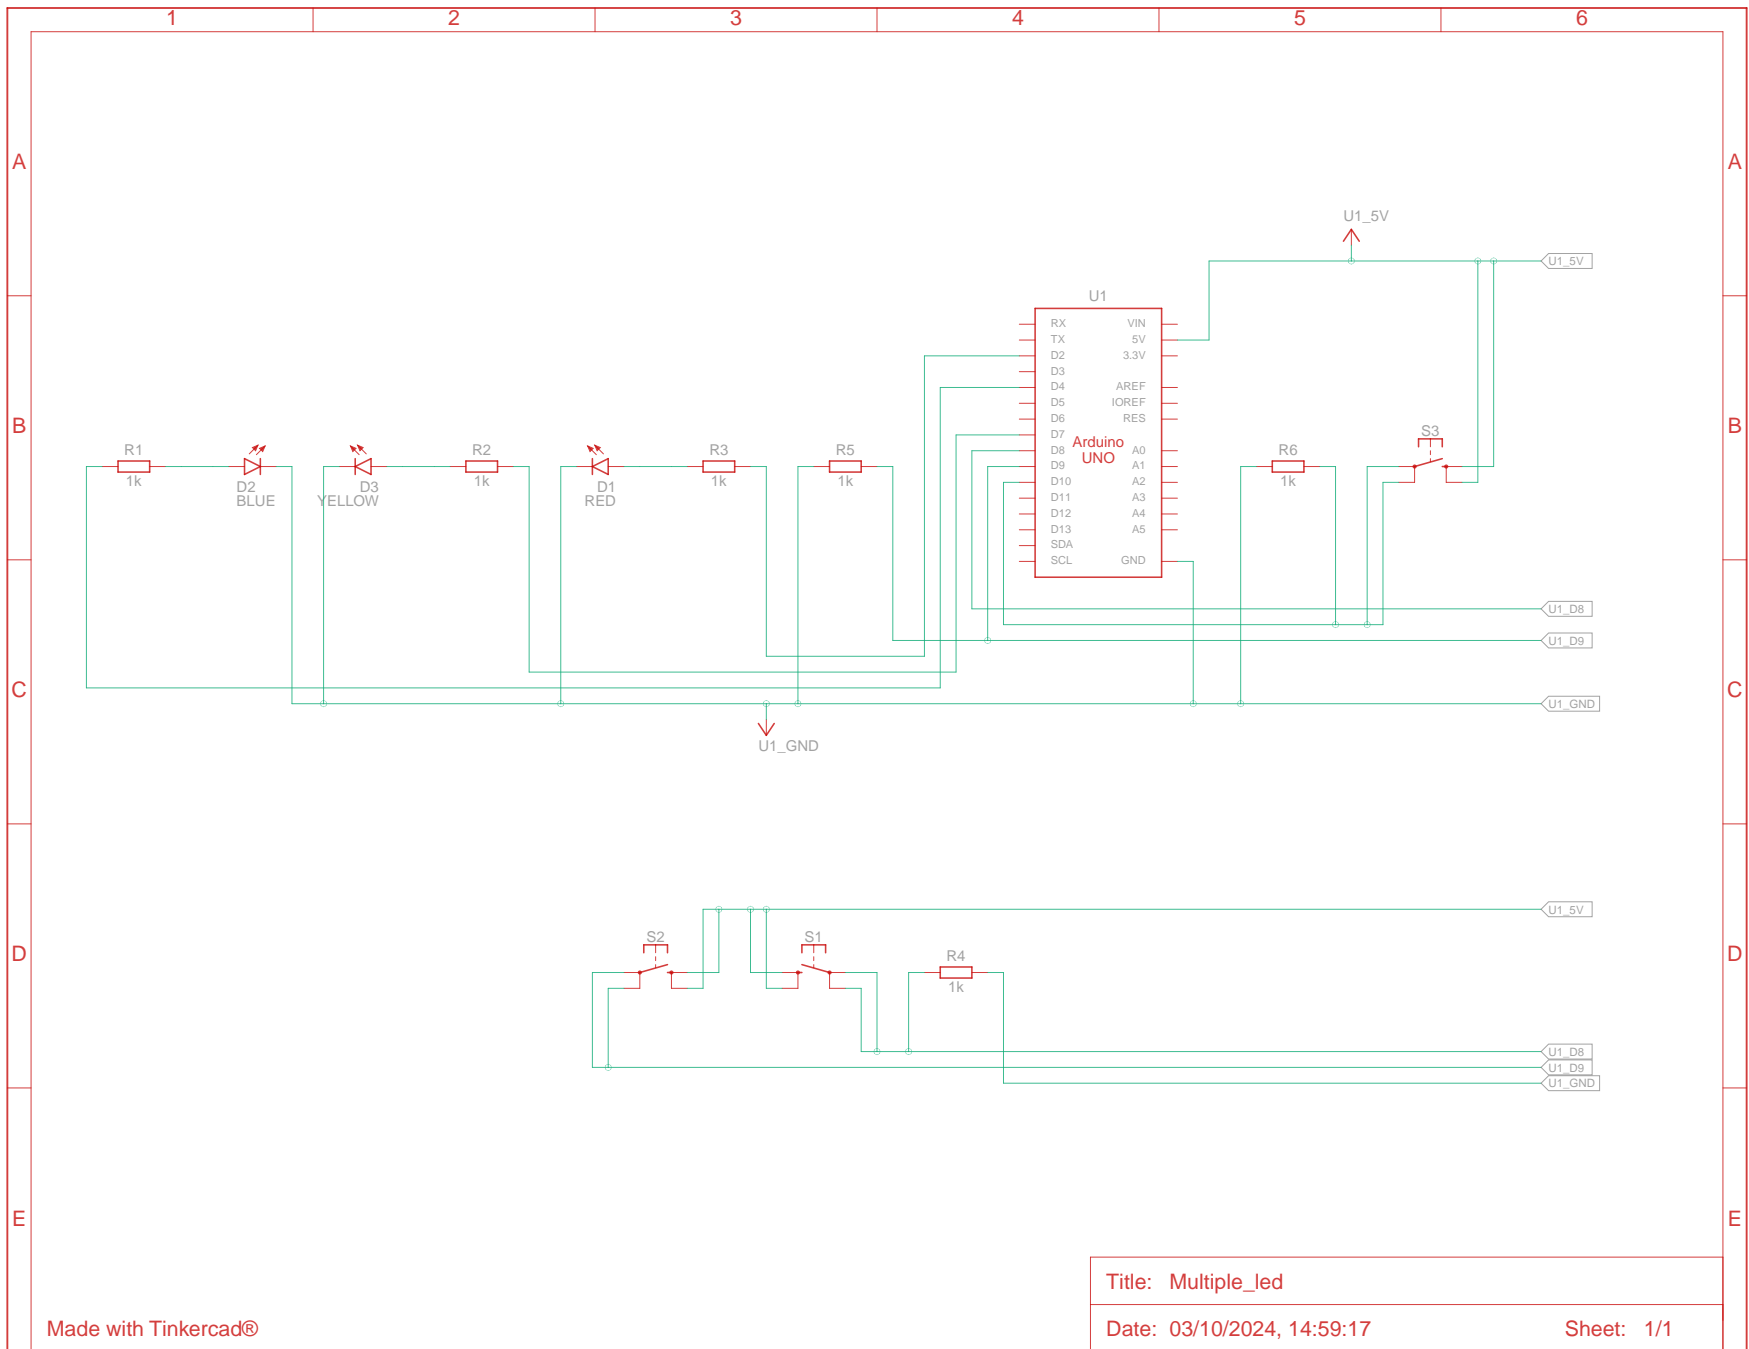 1 2 3 4 5 6
A A
U1_5V
U1_5V
U1
RX VIN
TX 5V
D2 3.3V
D3
D4 AREF
D5 IOREF
D6 RES
B B
D7
Arduino
UNO
D8 A0
D9 A1
D10 A2
D11 A3
D12 A4
D13 A5
SDA
SCL GND
R1
1k
D2
BLUE
D3
YELLOW
R2
1k
D1
RED
R3
1k
R5
1k
R6
1k
S3
U1_D8
U1_D9
C C
U1_GND
U1_GND
U1_5V
S2
S1
R4
1k
D D
U1_D8
U1_D9
U1_GND
E E
Title: Multiple_led
Made with Tinkercad®
Date: 03/10/2024, 14:59:17 Sheet: 1/1